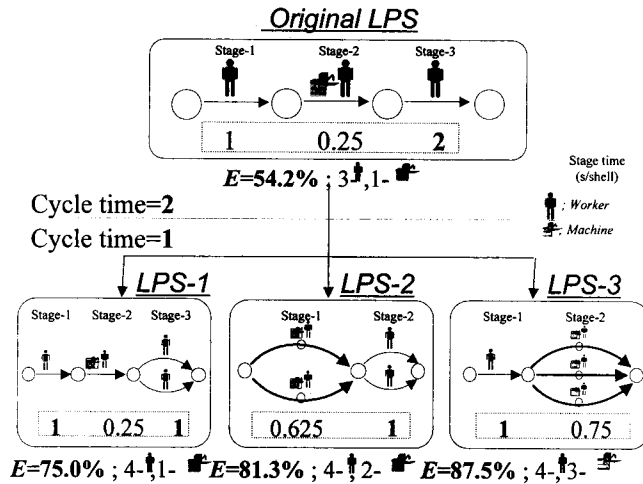 Original LPS
Stage-1 Stage-2 Stage-3
1 0.25 2
E=54.2% ; 3- ,1-
Stage time
(s/shell)
; Worker
; Machine
Cycle time=2
Cycle time=1
LPS-1 LPS-2 LPS-3
Stage-1 Stage-2 Stage-3 Stage-1 Stage-2 Stage-1 Stage-2
1 0.25 1 0.625 1 1 0.75
E=75.0% ; 4- ,1- E=81.3% ; 4- ,2- E=87.5% ; 4- ,3-